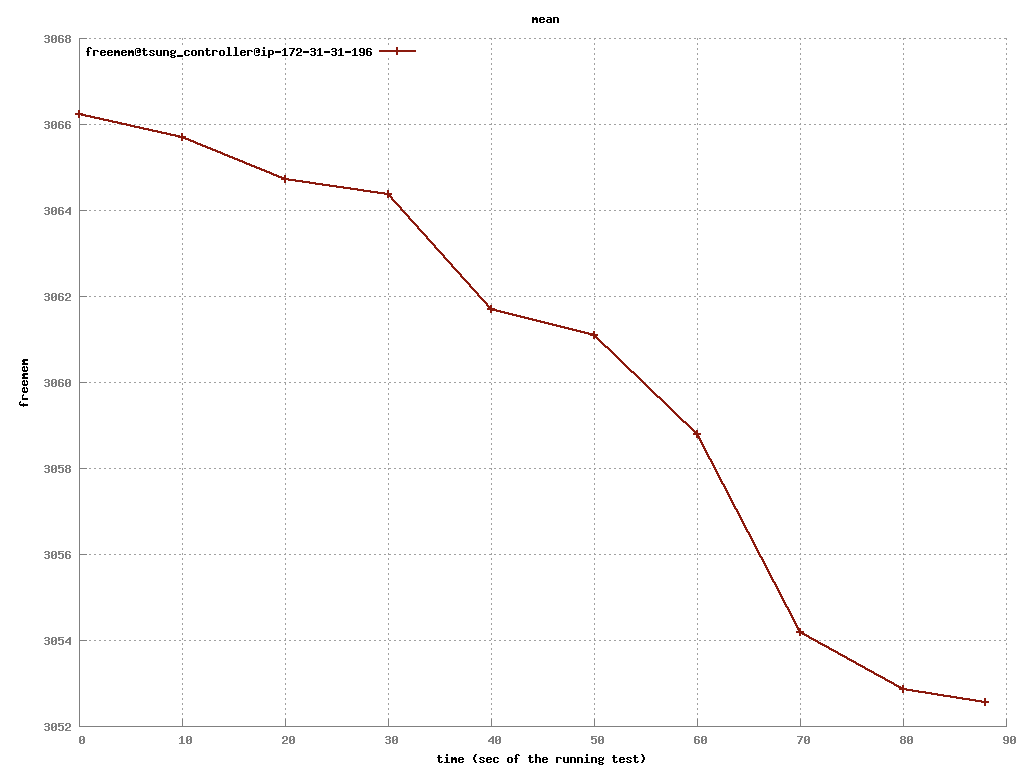 mean
3068
freemem@tsung_controller@ip-172-31-31-196
3066
3064
3062
3060
freemem
3058
3056
3054
3052
0 10 20 30 40 50 60 70 80 90
time (sec of the running test)